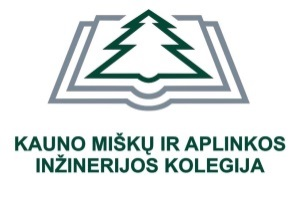 KAUNO MIŠKŲ IR APLINKOS
INŽINERIJOS KOLEGIJA